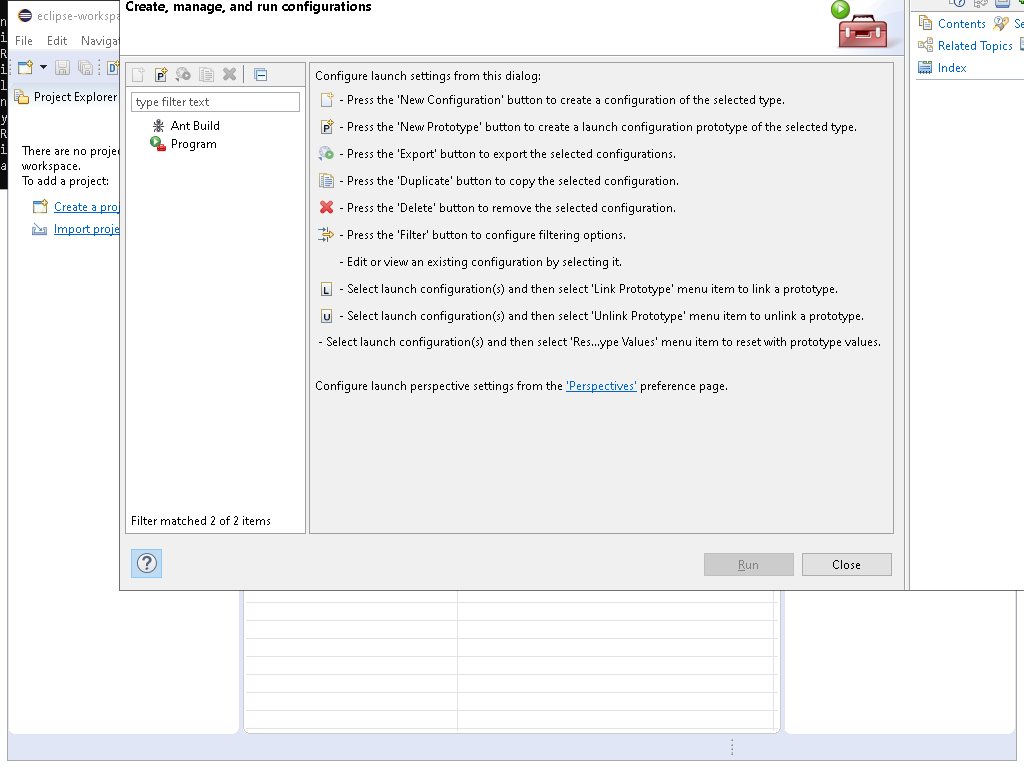 Create, manage, and run configurations
eclipse-workspa
File Edit Naviga
Project Explorer
There are no proje
workspace.
To add a project:
Create a proj
Import proje
type filter text
Ant Build
Program
Filter matched 2 of 2 items
Configure launch settings from this dialog:
- Press the 'New Configuration' button to create a configuration of the selected type.
P - Press the 'New Prototype' button to create a launch configuration prototype of the selected type.
- Press the 'Export' button to export the selected configurations.
- Press the 'Duplicate' button to copy the selected configuration.
- Press the 'Delete' button to remove the selected configuration.
- Press the 'Filter' button to configure filtering options.
- Edit or view an existing configuration by selecting it.
L - Select launch configuration(s) and then select 'Link Prototype' menu item to link a prototype.
U - Select launch configuration(s) and then select 'Unlink Prototype' menu item to unlink a prototype.
- Select launch configuration(s) and then select 'Res...ype Values' menu item to reset with prototype values.
Configure launch perspective settings from the 'Perspectives' preference page.
?
Run
Close
Contents Se
Related Topics
Index